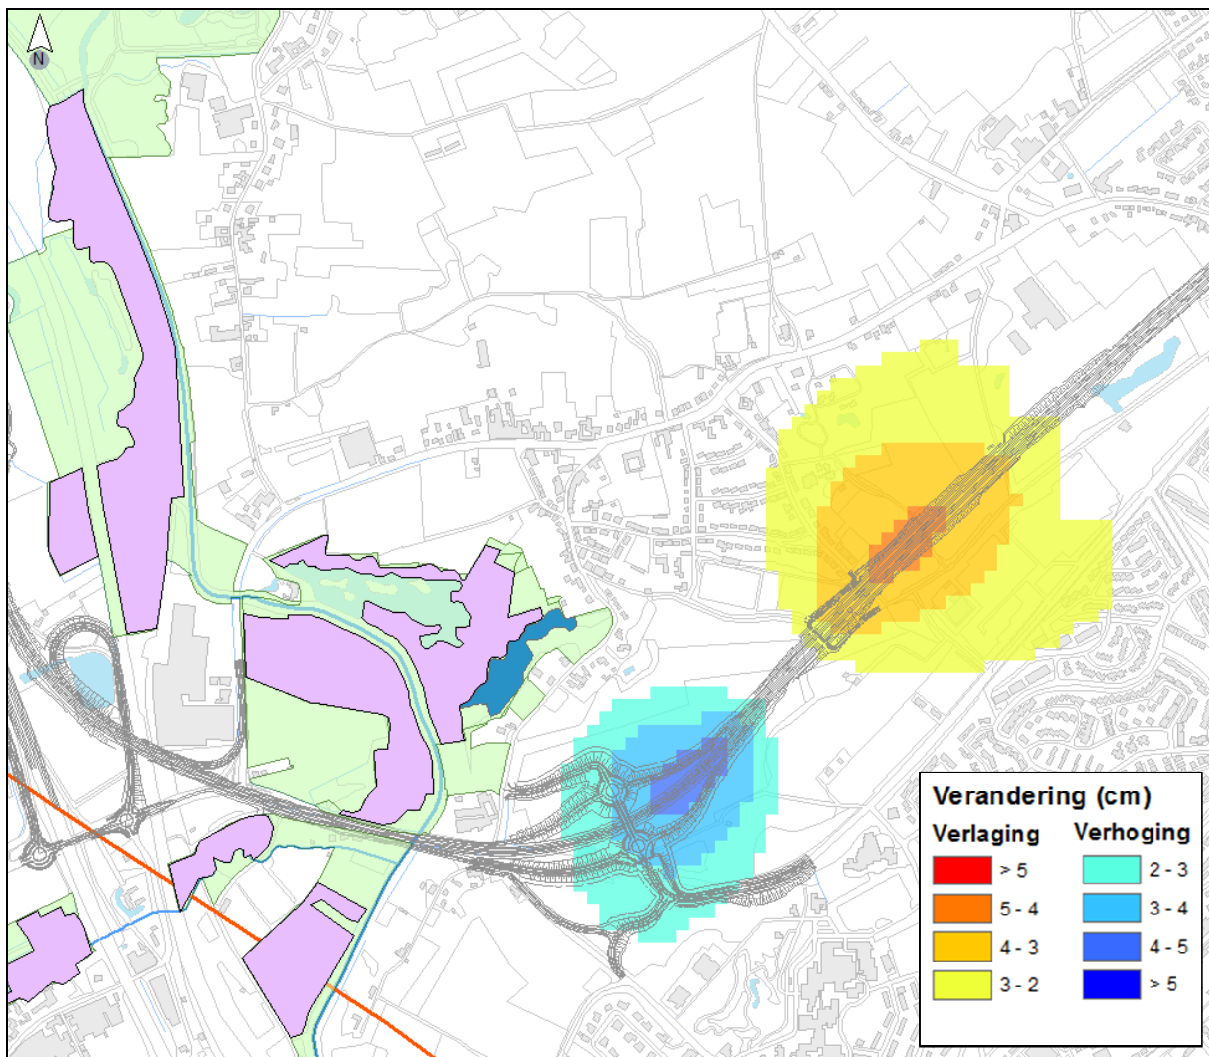 N
Verandering (cm)
Verlaging Verhoging
> 5 2 - 3
5 - 4 3 - 4
4 - 3 4 - 5
3 - 2 > 5